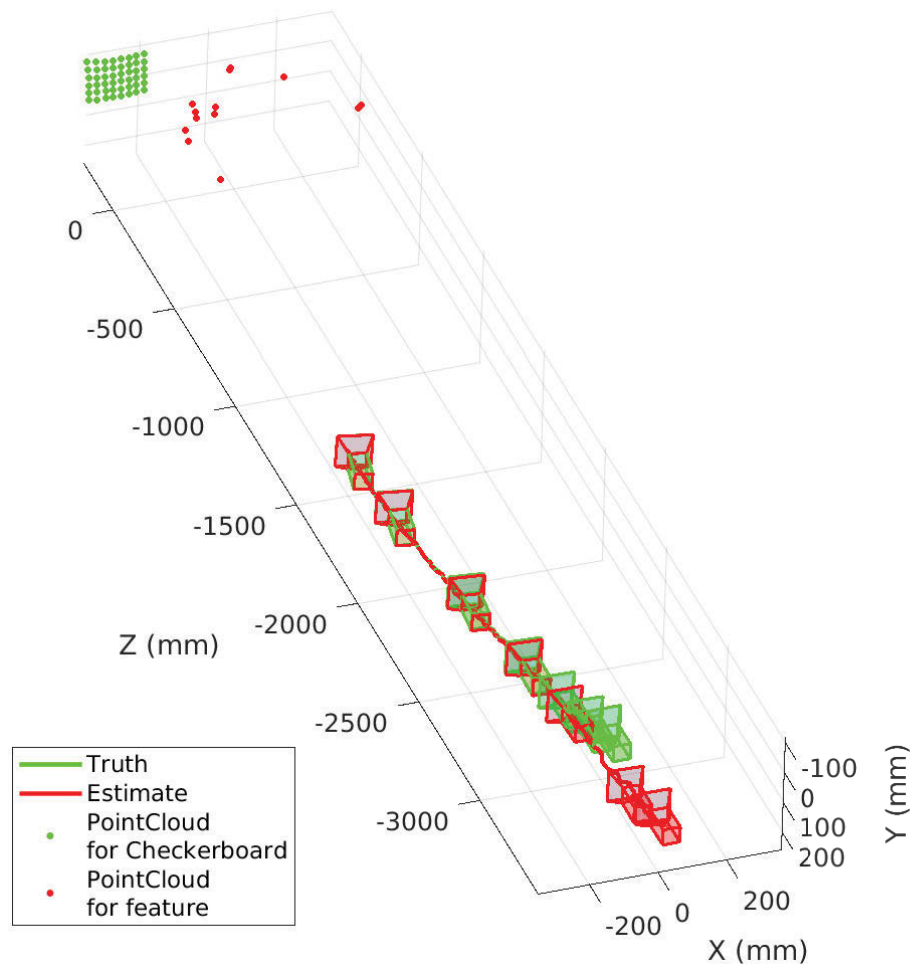 0
-500
-1000
-1500
-2000
-2500
-3000
Z (mm)
-100
0
100
200
Y (mm)
-200
0
200
X (mm)
Truth
Estimate
PointCloud
for Checkerboard
PointCloud
for feature